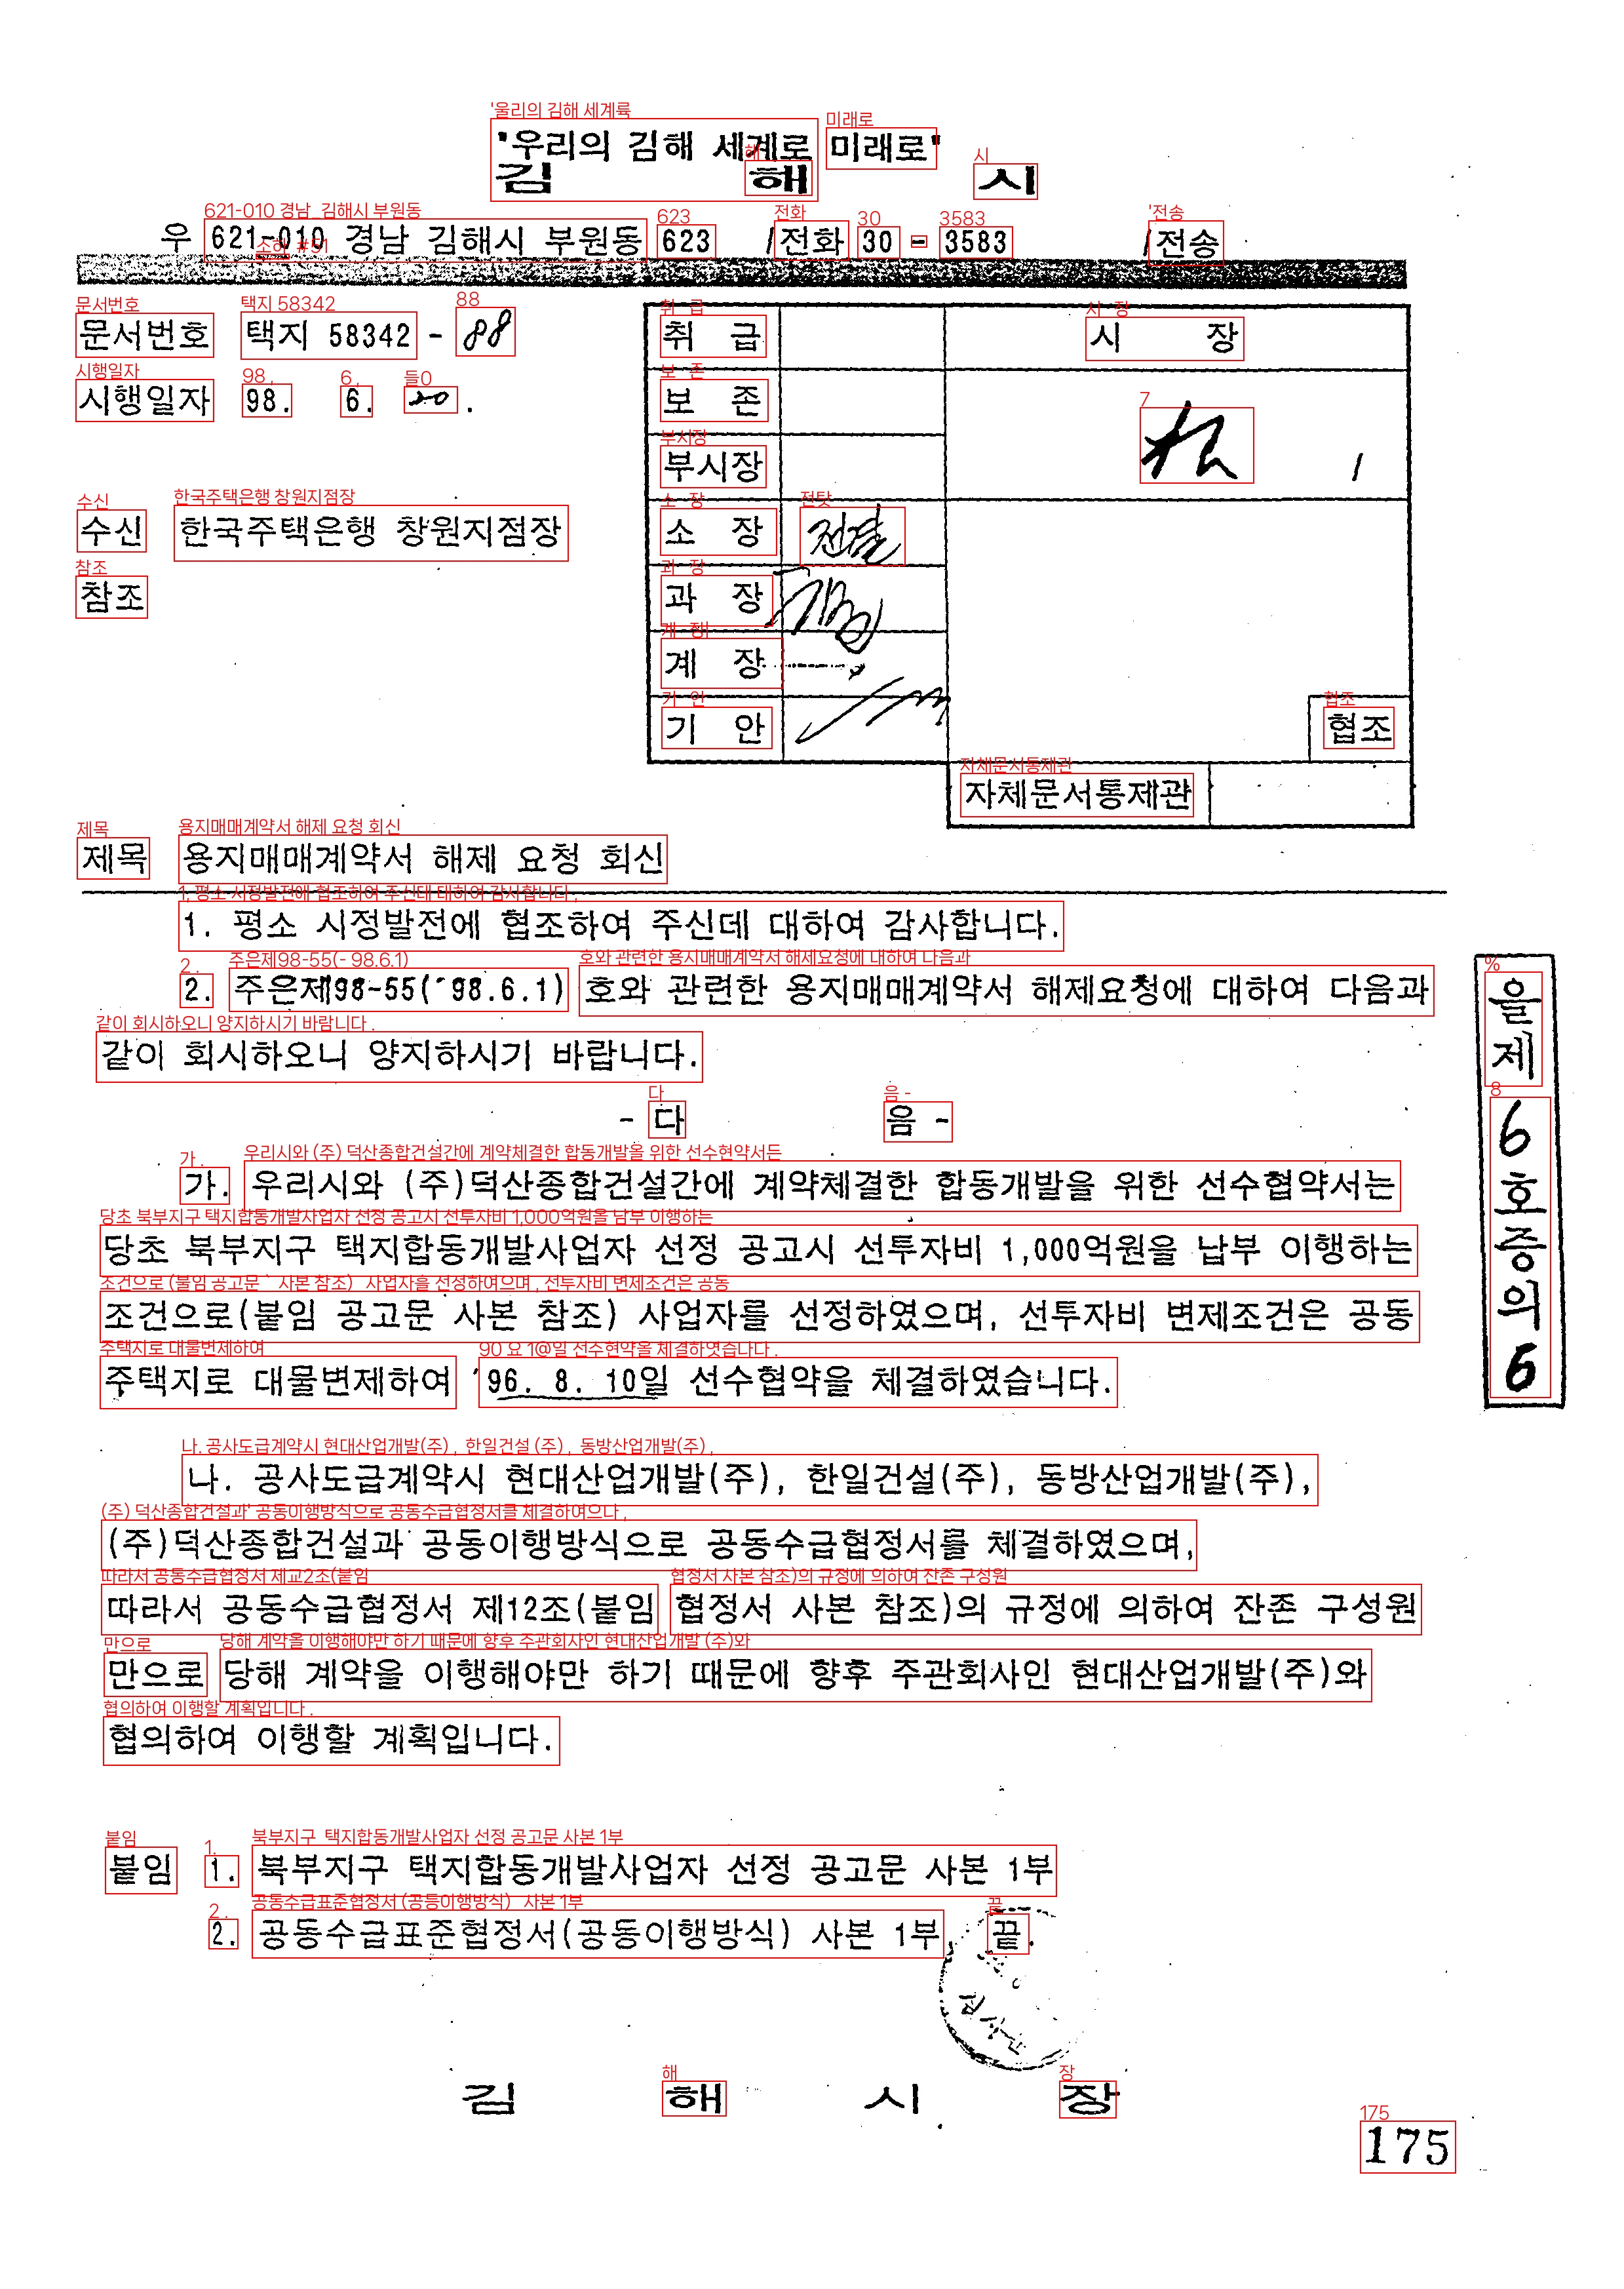 '우리의 김해 세계로 미래로"
김 해 시
우 621-010 경남 김해시 부원동 623 /전화 30 - 3583 /전송
문서번호 택지 58342 - 88
시행일자 98. 6. 20.
수신 한국주택은행 창원지점장
참조
취 급 시 장
보 존
부시장
소 장 전결
과 장
계 장
기 안 협조
자체문서통제관
제목 용지매매계약서 해제 요청 회신
1. 평소 시정발전에 협조하여 주신데 대하여 감사합니다.
2. 주은제98-55('98.6.1) 호와 관련한 용지매매계약서 해제요청에 대하여 다음과
같이 회시하오니 양지하시기 바랍니다.
- 다 음 -
가. 우리시와 (주)덕산종합건설간에 계약체결한 합동개발을 위한 선수협약서는
당초 북부지구 택지합동개발사업자 선정 공고시 선투자비 1,000억원을 납부 이행하는
조건으로(붙임 공고문 사본 참조) 사업자를 선정하였으며, 선투자비 변제조건은 공동
주택지로 대물변제하여 '96. 8. 10일 선수협약을 체결하였습니다.
나. 공사도급계약시 현대산업개발(주), 한일건설(주), 동방산업개발(주),
(주)덕산종합건설과 공동이행방식으로 공동수급협정서를 체결하였으며,
따라서 공동수급협정서 제12조(붙임 협정서 사본 참조)의 규정에 의하여 잔존 구성원
만으로 당해 계약을 이행해야만 하기 때문에 향후 주관회사인 현대산업개발(주)와
협의하여 이행할 계획입니다.
을제6호증의6
붙임 1. 북부지구 택지합동개발사업자 선정 공고문 사본 1부
2. 공동수급표준협정서(공동이행방식) 사본 1부. 끝.
김 해 시 장
175